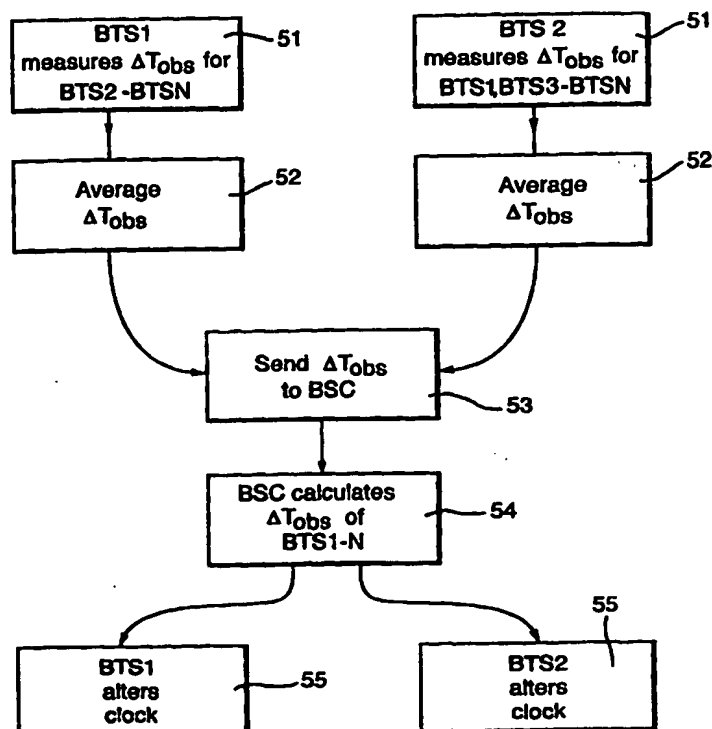 BTS1
measures ΔTobs for
BTS2-BTSN
51
BTS 2
measures ΔTobs for
BTS1,BTS3-BTSN
51
Average
ΔTobs
52
Average
ΔTobs
52
Send ΔTobs
to BSC
53
BSC calculates
ΔTobs of
BTS1-N
54
BTS1
alters
clock
55
BTS2
alters
clock
55